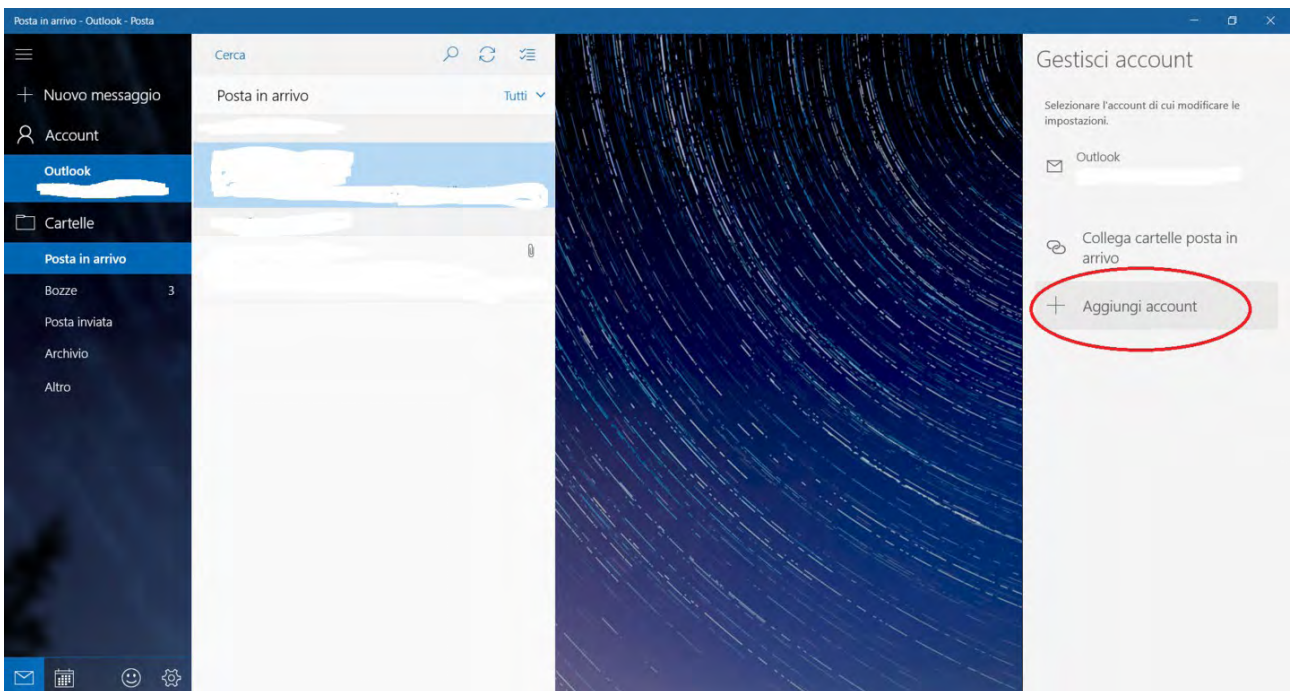 Posta in arrivo - Outlook - Posta
Nuovo messaggio
Account
Outlook
Cartelle
Posta in arrivo
Bozze 3
Posta inviata
Archivio
Altro
Cerca
Posta in arrivo Tutti
Gestisci account
Selezionare l'account di cui modificare le
impostazioni.
Outlook
Collega cartelle posta in
arrivo
Aggiungi account